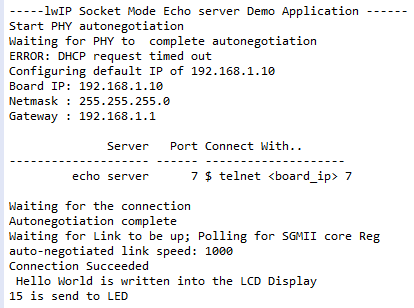 -----lwIP Socket Mode Echo server Demo Application ------
Start PHY autonegotiation
Waiting for PHY to  complete autonegotiation
ERROR: DHCP request timed out
Configuring default IP of 192.168.1.10
Board IP: 192.168.1.10
Netmask : 255.255.255.0
Gateway : 192.168.1.1
              Server   Port Connect With..
-------------------- ------ --------------------
         echo server      7 $ telnet <board_ip> 7
Waiting for the connection
Autonegotiation complete
Waiting for Link to be up; Polling for SGMII core Reg
auto-negotiated link speed: 1000
Connection Succeeded
 Hello World is written into the LCD Display
15 is send to LED